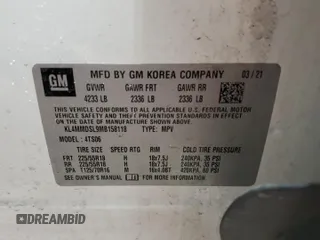 GM
MFD BY GM KOREA COMPANY 03/21
GVWR GAWR FRT GAWR RR
4233 LB 2336 LB 2336 LB
THIS VEHICLE CONFORMS TO ALL APPLICABLE U.S. FEDERAL MOTOR
VEHICLE SAFETY, BUMPER, AND THEFT PREVENTION STANDARDS
IN EFFECT ON THE DATE OF MANUFACTURE SHOWN ABOVE.
TYPE: MPV
MODEL: 4TS06
TIRE SIZE SPEED RTG RIM COLD TIRE PRESSURE
FRT 225/55R18 H 18x7.5J 240KPA, 35 PSI
RR 225/55R18 H 18x7.5J 240KPA, 35 PSI
SPA T125/70R16 M 16x4.0BT 420KPA, 60 PSI
SEE OWNER'S MANUAL FOR ADDITIONAL INFORMATION
DREAMBID